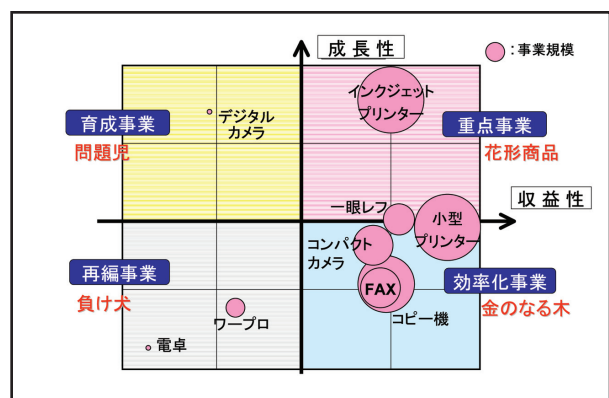 成長性
：事業規模
インクジェット
プリンター
デジタル
カメラ
育成事業
問題児
重点事業
花形商品
収益性
一眼レフ
小型
プリンター
コンパクト
カメラ
再編事業
負け犬
効率化事業
金のなる木
FAX
コピー機
ワープロ
電卓